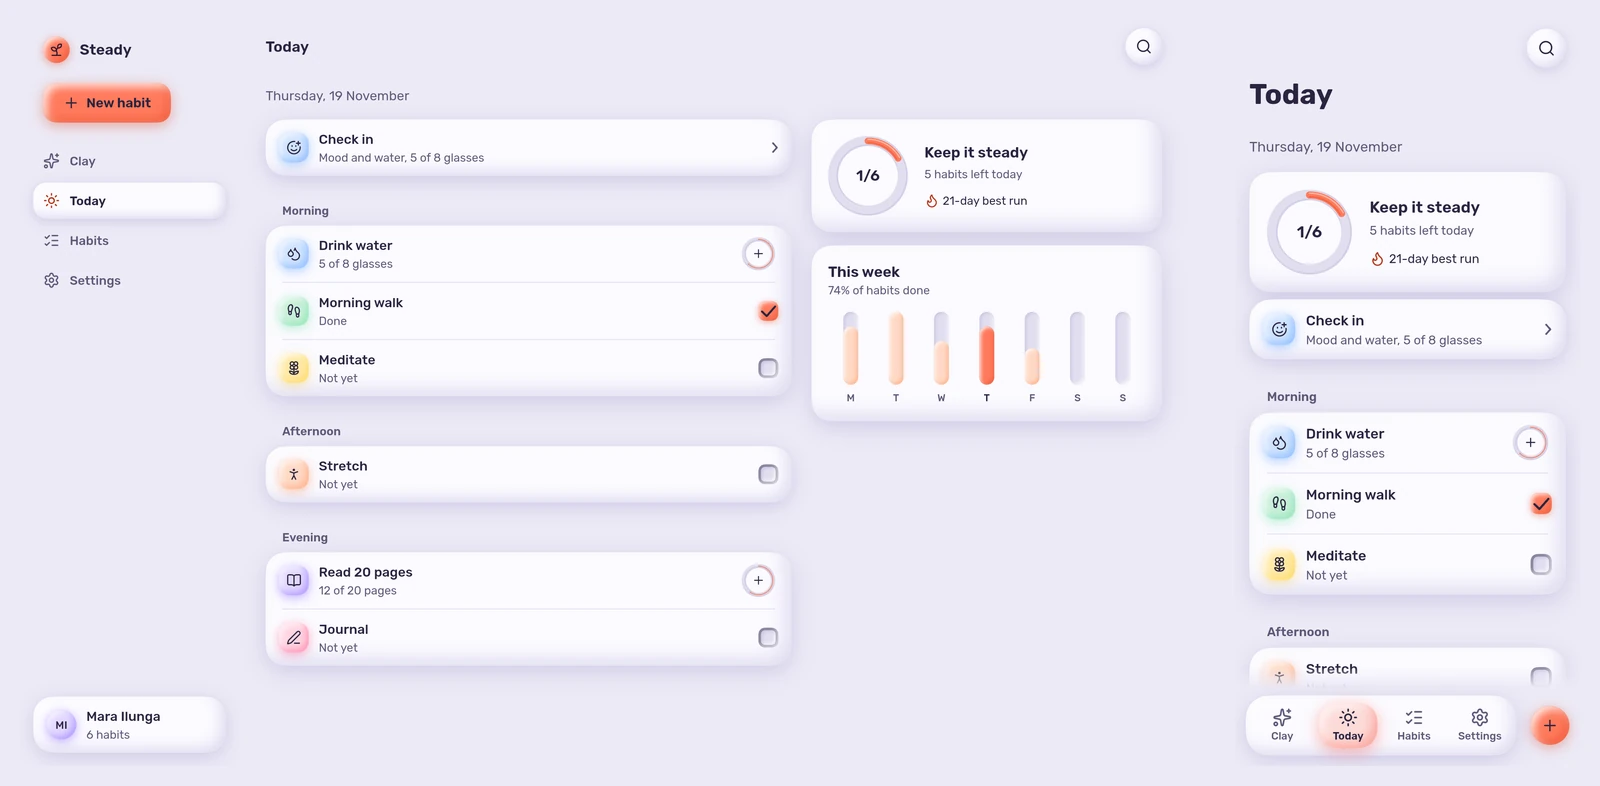 Steady
New habit
Clay
Today
Habits
Settings
Mara Ilunga
MI
6 habits
Today
Thursday, 19 November
Check in
Mood and water, 5 of 8 glasses
Morning
Drink water
5 of 8 glasses
Morning walk
Done
Meditate
Not yet
Afternoon
Stretch
Not yet
Evening
Read 20 pages
12 of 20 pages
Journal
Not yet
1/6
Keep it steady
5 habits left today
21-day best run
This week
74% of habits done
M T W T F S S
Today
Thursday, 19 November
1/6
Keep it steady
5 habits left today
21-day best run
Check in
Mood and water, 5 of 8 glasses
Morning
Drink water
5 of 8 glasses
Morning walk
Done
Meditate
Not yet
Afternoon
Stretch
Clay Today Habits Settings